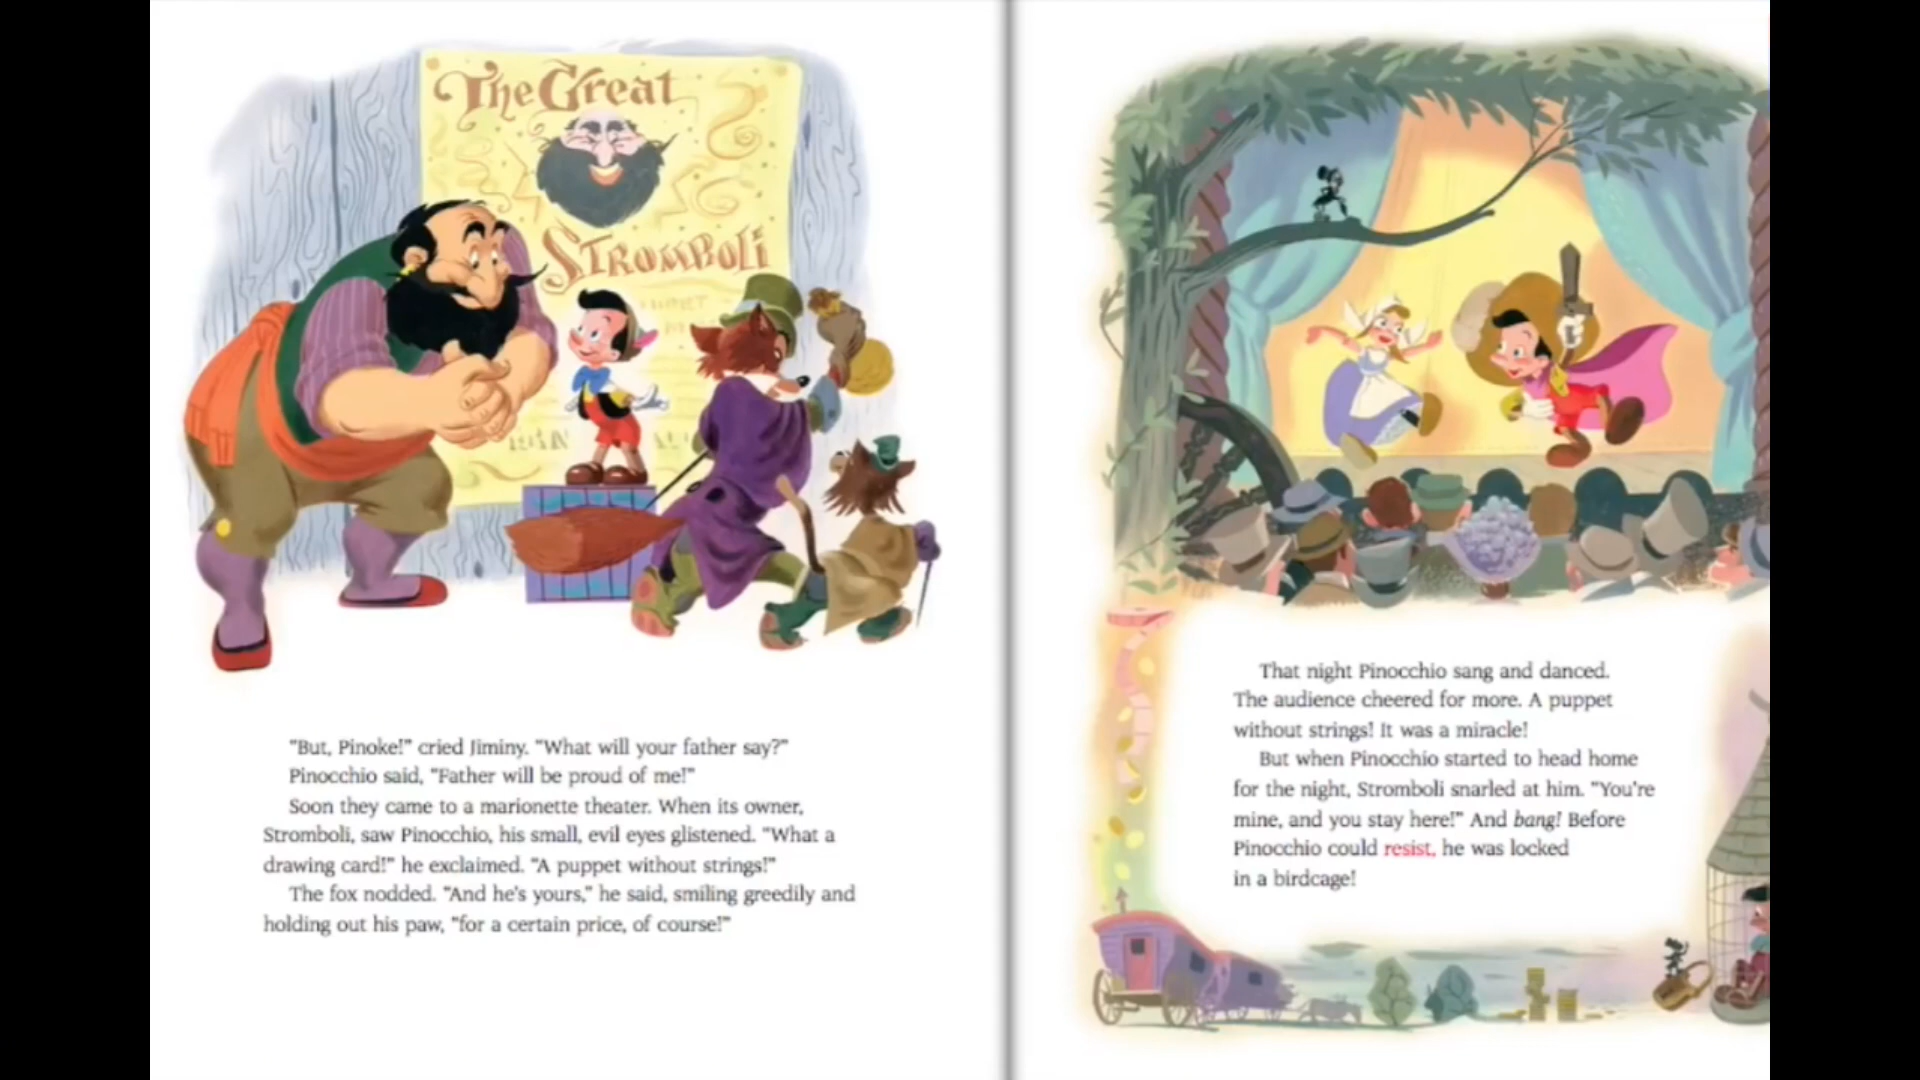 The Great
STROMBOLI
"But, Pinoke!" cried Jiminy. "What will your father say?"
Pinocchio said, "Father will be proud of me!"
Soon they came to a marionette theater. When its owner,
Stromboli, saw Pinocchio, his small, evil eyes glistened. "What a
drawing card!" he exclaimed. "A puppet without strings!"
The fox nodded. "And he's yours," he said, smiling greedily and
holding out his paw, "for a certain price, of course!"
That night Pinocchio sang and danced.
The audience cheered for more. A puppet
without strings! It was a miracle!
But when Pinocchio started to head home
for the night, Stromboli snarled at him. "You're
mine, and you stay here!" And bang! Before
Pinocchio could resist, he was locked
in a birdcage!